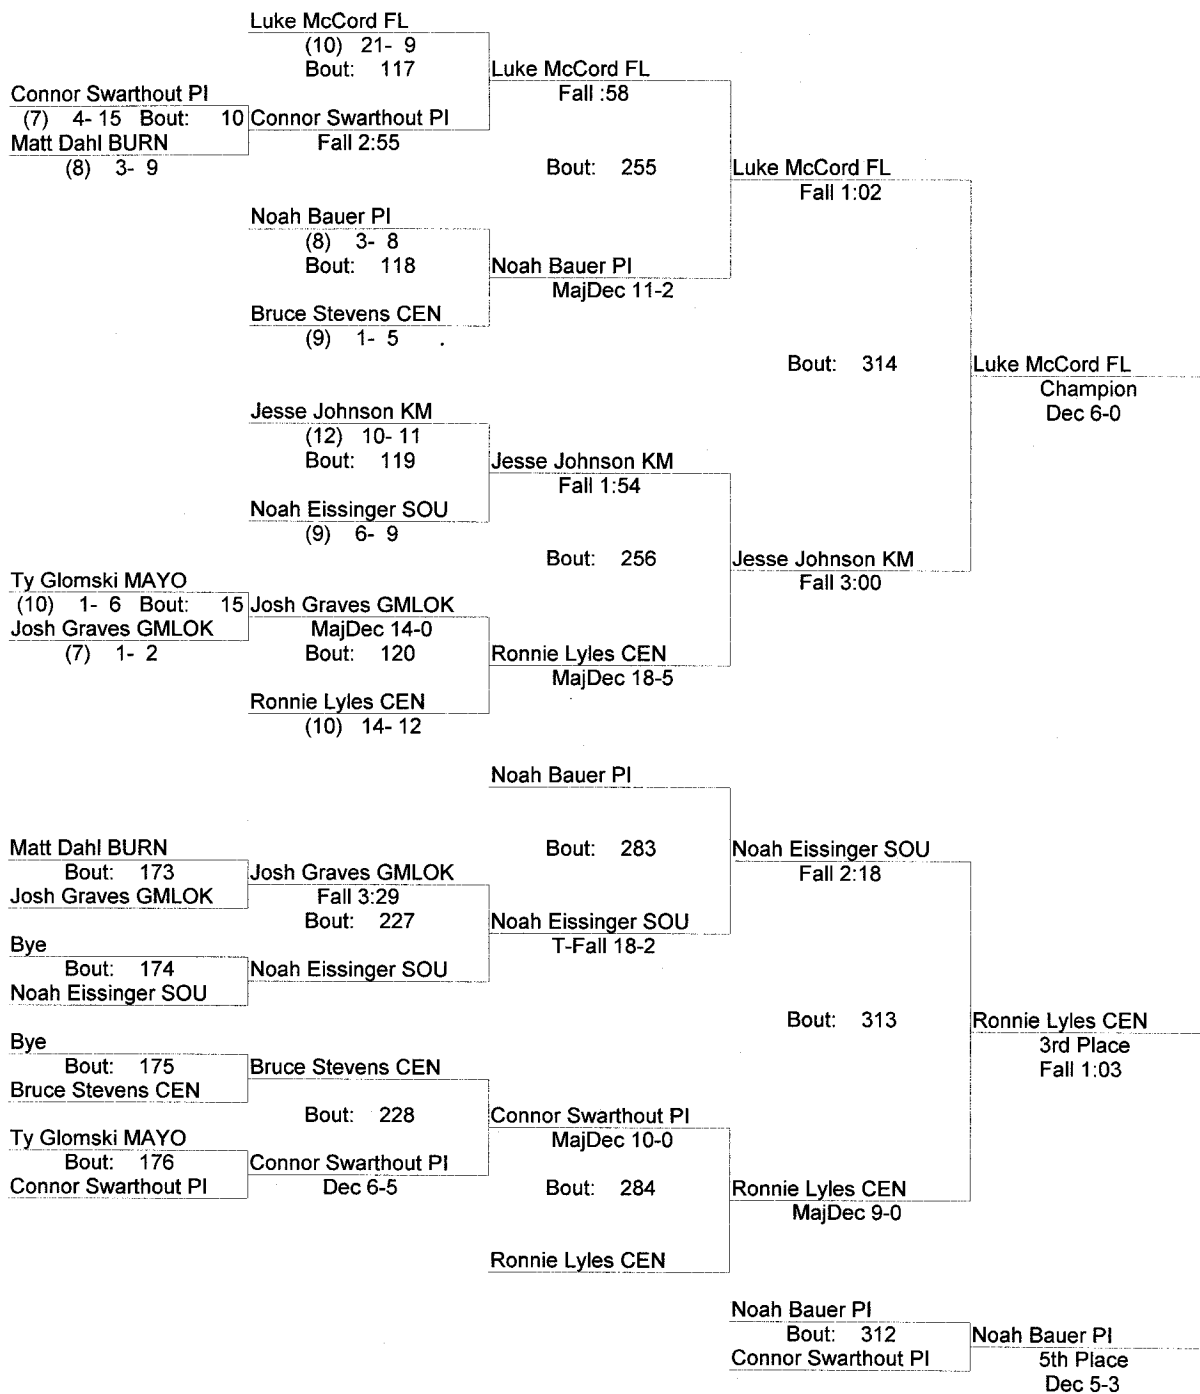 Luke McCord FL
(10) 21- 9
Bout: 117
Luke McCord FL
Fall :58
Connor Swarthout PI
(7) 4- 15 Bout: 10
Connor Swarthout PI
Matt Dahl BURN
Fall 2:55
(8) 3- 9
Bout: 255
Luke McCord FL
Fall 1:02
Noah Bauer PI
(8) 3- 8
Bout: 118
Noah Bauer PI
MajDec 11-2
Bruce Stevens CEN
(9) 1- 5
Bout: 314
Luke McCord FL
Champion
Dec 6-0
Jesse Johnson KM
(12) 10- 11
Bout: 119
Jesse Johnson KM
Fall 1:54
Noah Eissinger SOU
(9) 6- 9
Bout: 256
Jesse Johnson KM
Fall 3:00
Ty Glomski MAYO
(10) 1- 6 Bout: 15
Josh Graves GMLOK
Josh Graves GMLOK
MajDec 14-0
(7) 1- 2
Bout: 120
Ronnie Lyles CEN
MajDec 18-5
Ronnie Lyles CEN
(10) 14- 12
Noah Bauer PI
Matt Dahl BURN
Bout: 283
Noah Eissinger SOU
Fall 2:18
Bout: 173
Josh Graves GMLOK
Josh Graves GMLOK
Fall 3:29
Bout: 227
Noah Eissinger SOU
T-Fall 18-2
Bye
Bout: 174
Noah Eissinger SOU
Noah Eissinger SOU
Bout: 313
Ronnie Lyles CEN
3rd Place
Fall 1:03
Bye
Bout: 175
Bruce Stevens CEN
Bruce Stevens CEN
Bout: 228
Connor Swarthout PI
MajDec 10-0
Ty Glomski MAYO
Bout: 176
Connor Swarthout PI
Connor Swarthout PI
Dec 6-5
Bout: 284
Ronnie Lyles CEN
MajDec 9-0
Ronnie Lyles CEN
Noah Bauer PI
Bout: 312
Noah Bauer PI
Connor Swarthout PI
5th Place
Dec 5-3